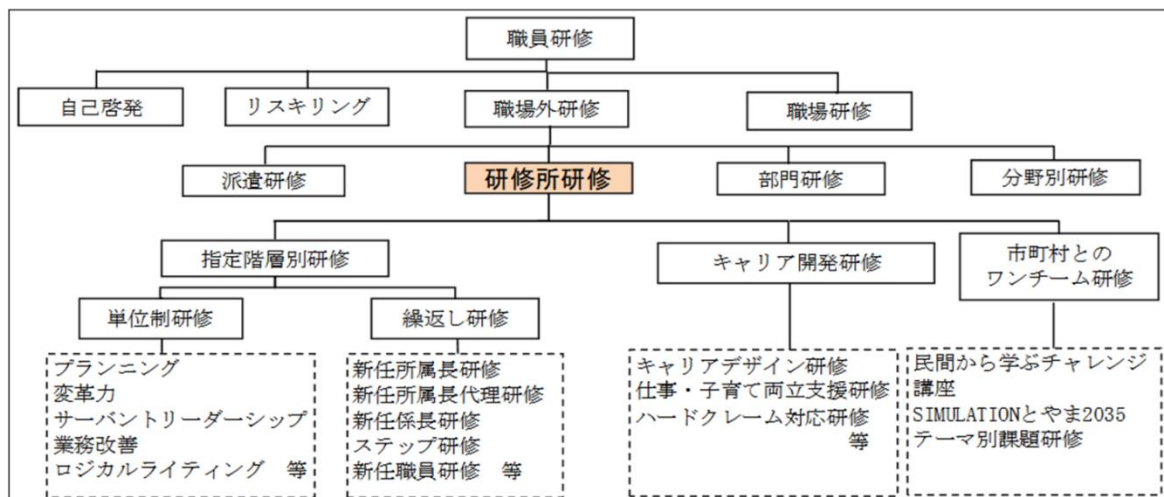 職員研修
自己啓発
リスキリング
職場外研修
職場研修
派遣研修
研修所研修
部門研修
分野別研修
指定階層別研修
キャリア開発研修
市町村との
ワンチーム研修
単位制研修
繰返し研修
プランニング
変革力
サーバントリーダーシップ
業務改善
ロジカルライティング 等
新任所属長研修
新任所属長代理研修
新任係長研修
ステップ研修
新任職員研修 等
キャリアデザイン研修
仕事・子育て両立支援研修
ハードクレーム対応研修
等
民間から学ぶチャレンジ
講座
SIMULATIONとやま2035
テーマ別課題研修